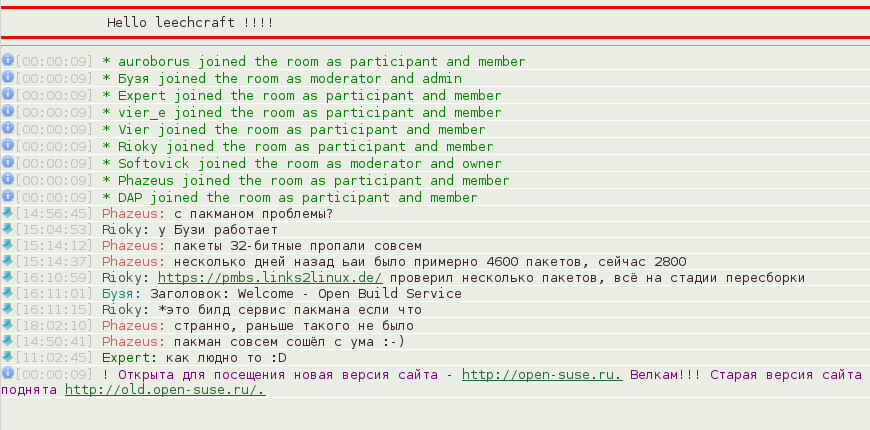 Hello leechcraft !!!!
[00:00:09] * auroborus joined the room as participant and member
[00:00:09] * Бузя joined the room as moderator and admin
[00:00:09] * Expert joined the room as participant and member
[00:00:09] * vier_e joined the room as participant and member
[00:00:09] * Vier joined the room as participant and member
[00:00:09] * Rioky joined the room as participant and member
[00:00:09] * Softovick joined the room as moderator and owner
[00:00:09] * Phazeus joined the room as participant and member
[00:00:09] * DAP joined the room as participant and member
[14:56:45] Phazeus: с пакманом проблемы?
[15:04:53] Rioky: у Бузи работает
[15:14:12] Phazeus: пакеты 32-битные пропали совсем
[15:14:37] Phazeus: несколько дней назад ьаи было примерно 4600 пакетов, сейчас 2800
[16:10:59] Rioky: https://pmbs.links2linux.de/ проверил несколько пакетов, всё на стадии пересборки
[16:11:01] Бузя: Заголовок: Welcome - Open Build Service
[16:11:15] Rioky: *это билд сервис пакмана если что
[18:02:10] Phazeus: странно, раньше такого не было
[14:50:41] Phazeus: пакман совсем сошёл с ума :-)
[11:02:45] Expert: как людно то :D
[00:00:09] ! Открыта для посещения новая версия сайта - http://open-suse.ru. Велкам!!! Старая версия сайта
поднята http://old.open-suse.ru/.